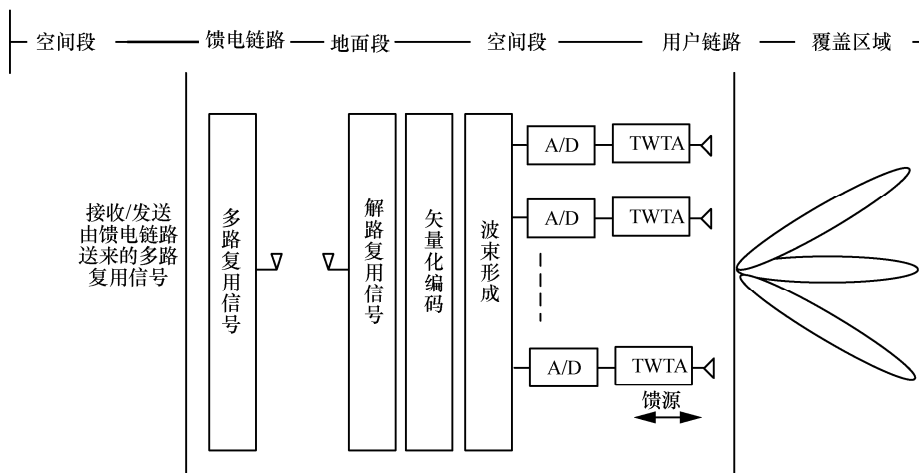 空间段 馈电链路 地面段 空间段 用户链路 覆盖区域
接收/发送
由馈电链路
送来的多路
复用信号
多路复用信号
解路复用信号
矢量化编码
波束形成
A/D TWTA
A/D TWTA
A/D TWTA
馈源